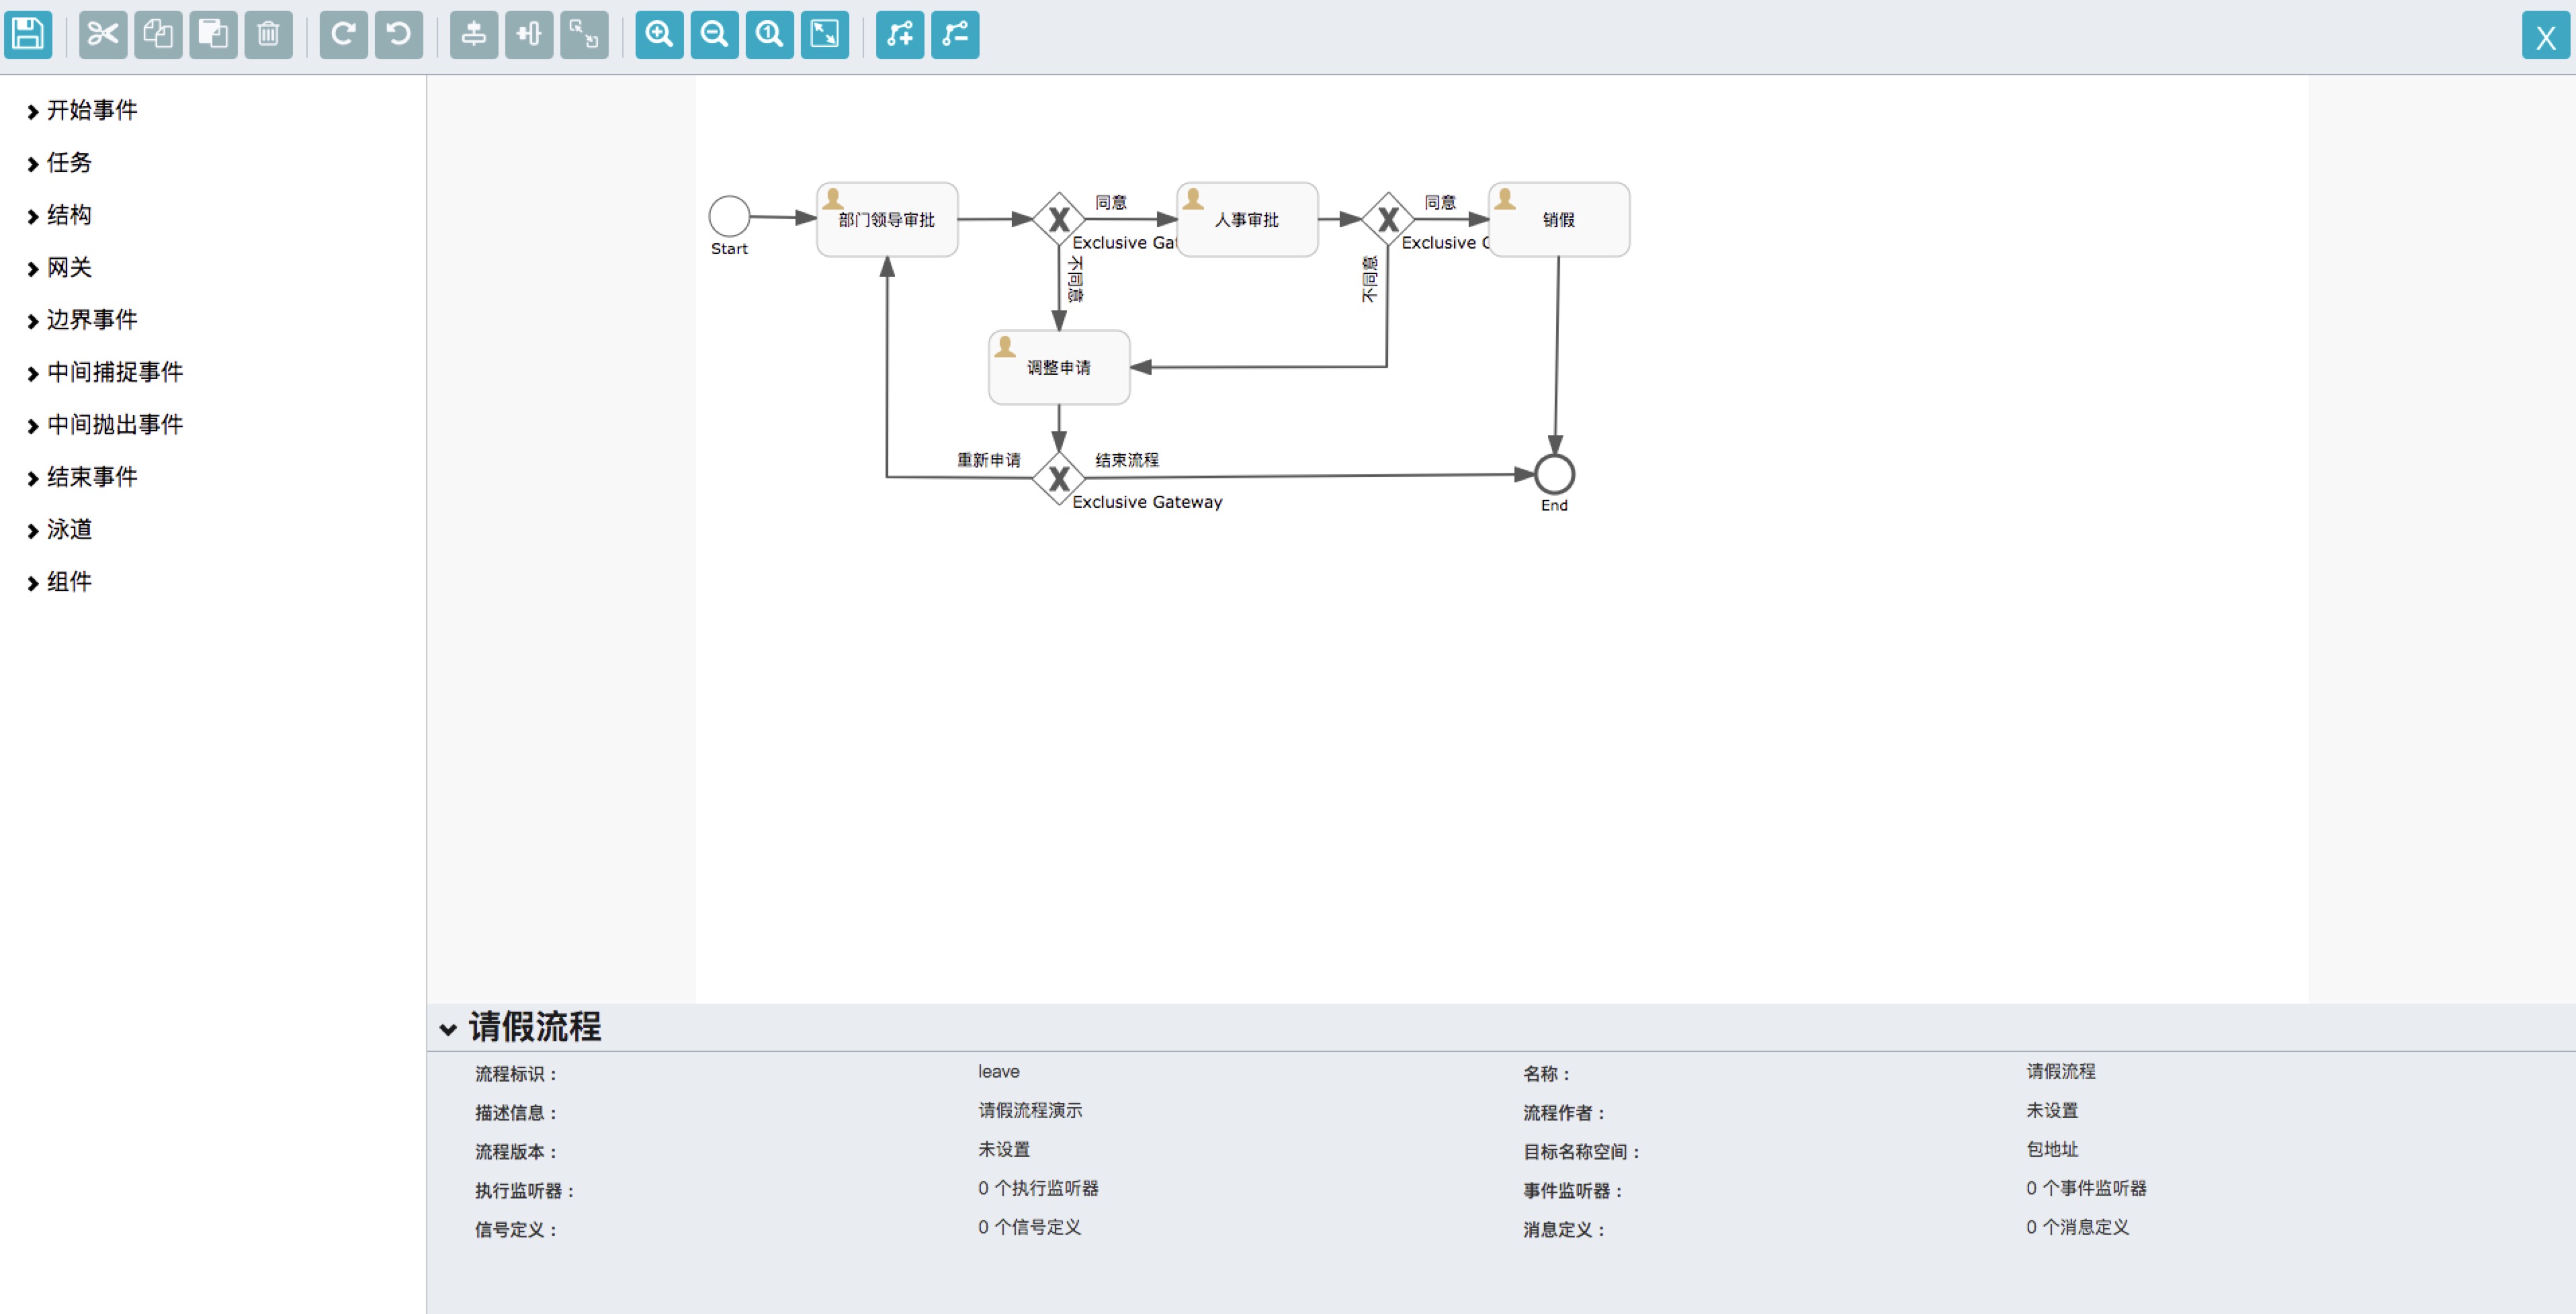 X
开始事件
任务
结构
网关
边界事件
中间捕捉事件
中间抛出事件
结束事件
泳道
组件
Start
部门领导审批
同意
Exclusive Gat
不同意
人事审批
同意
Exclusive G
不同意
销假
调整申请
重新申请
结束流程
Exclusive Gateway
End
请假流程
流程标识：
leave
名称：
请假流程
描述信息：
请假流程演示
流程作者：
未设置
流程版本：
未设置
目标名称空间：
包地址
执行监听器：
0 个执行监听器
事件监听器：
0 个事件监听器
信号定义：
0 个信号定义
消息定义：
0 个消息定义